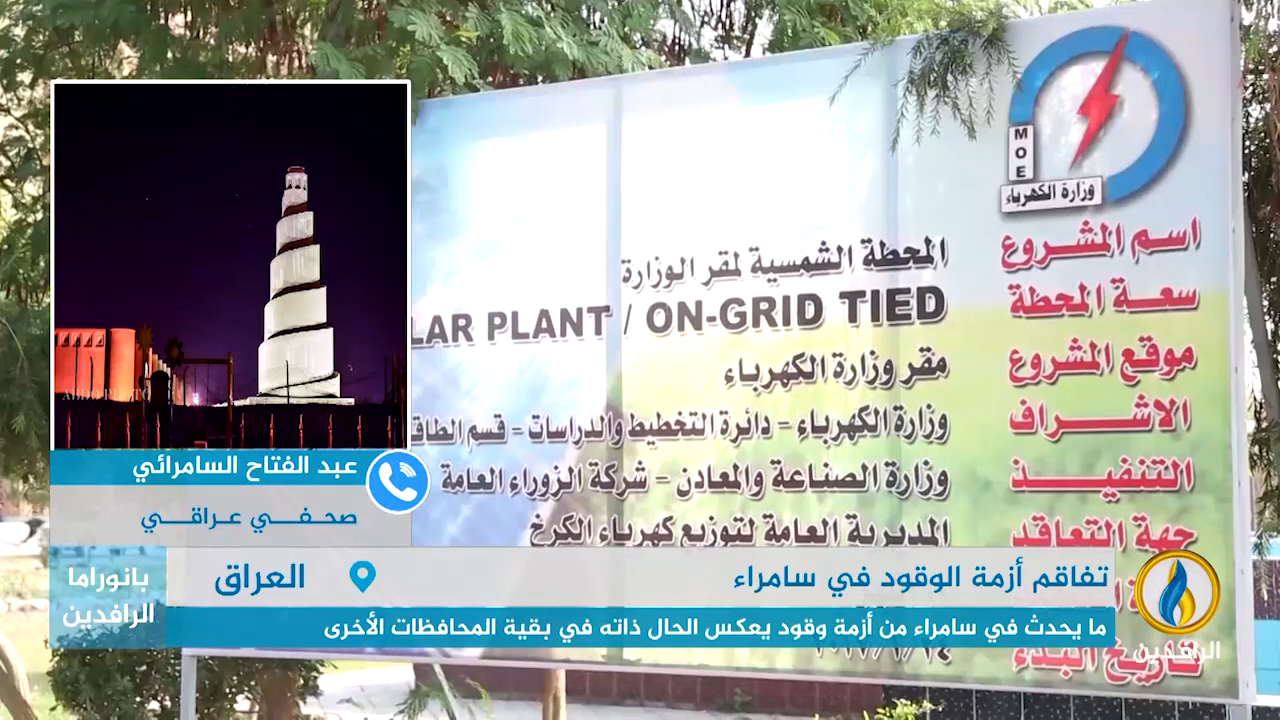 MOE
وزارة الكهرباء
اسم المشروع
المحطة الشمسية لمقر الوزارة
سعة المحطة
LAR PLANT / ON-GRID TIED
موقع المشروع
مقر وزارة الكهرباء
الاشراف
وزارة الكهرباء - دائرة التخطيط والدراسات - قسم الطاق
التنفيذ
وزارة الصناعة والمعادن - شركة الزوراء العامة
جهة التعاقد
المديرية العامة لتوزيع كهرباء الكرخ
تاريخ البدء
عبد الفتاح السامرائي
صحفي عراقي
تفاقم أزمة الوقود في سامراء
العراق
بانوراما
الرافدين
ما يحدث في سامراء من أزمة وقود يعكس الحال ذاته في بقية المحافظات الأخرى
الرافدين